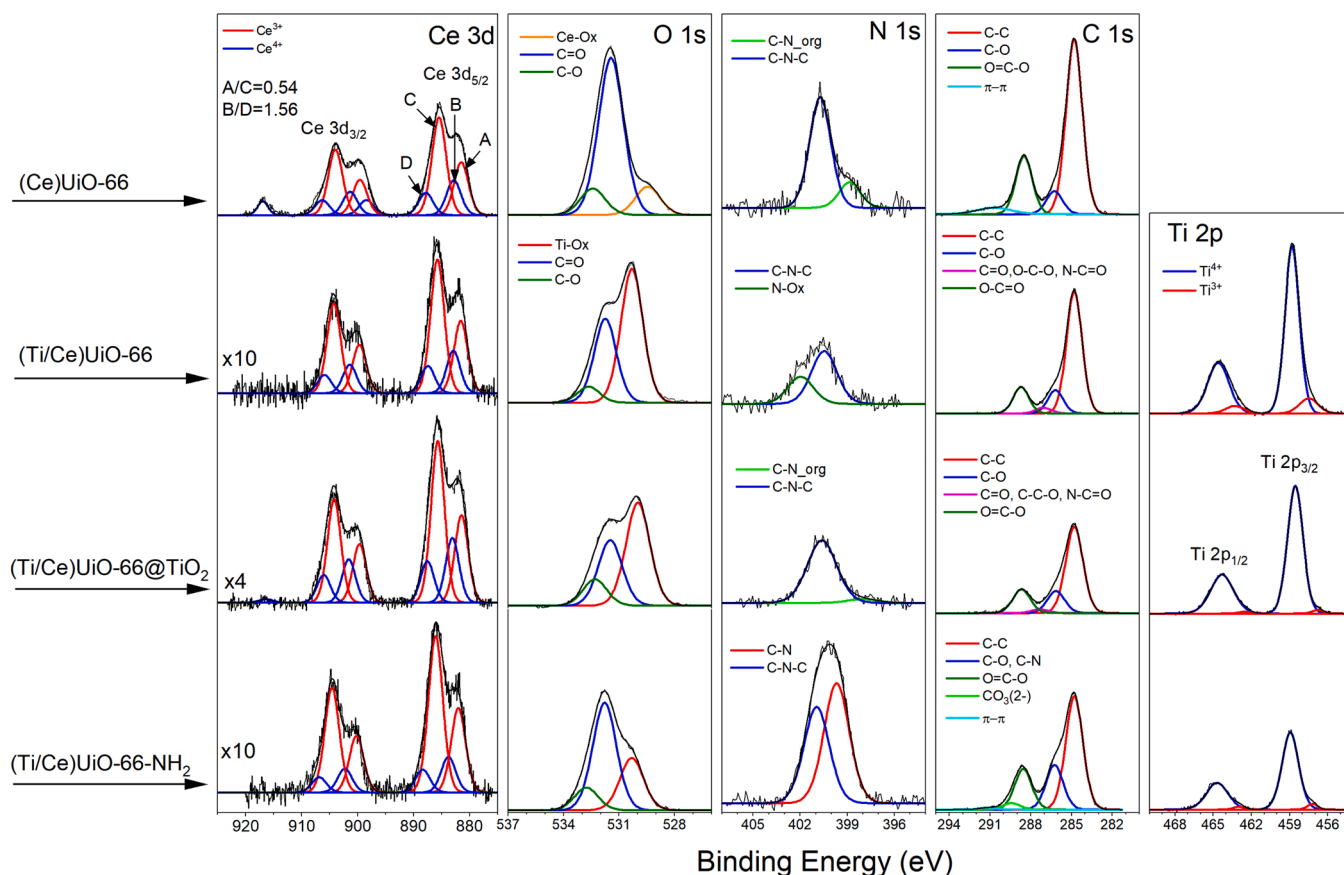 Ce 3d
Ce³⁺
Ce⁴⁺
A/C=0.54
B/D=1.56
Ce 3d₅/₂
Ce 3d₃/₂
C
B
A
D
O 1s
Ce-Ox
C=O
C-O
N 1s
C-N_org
C-N-C
C 1s
C-C
C-O
O=C-O
π–π
(Ce)UiO-66
Ti-Ox
C=O
C-O
C-N-C
N-Ox
C-C
C-O
C=O,O-C-O, N-C=O
O-C=O
Ti 2p
Ti⁴⁺
Ti³⁺
(Ti/Ce)UiO-66
x10
C-N_org
C-N-C
C-C
C-O
C=O, C-C-O, N-C=O
O=C-O
Ti 2p₃/₂
Ti 2p₁/₂
(Ti/Ce)UiO-66@TiO₂
x4
C-N
C-N-C
C-C
C-O, C-N
O=C-O
CO₃(2-)
π–π
(Ti/Ce)UiO-66-NH₂
x10
920 910 900 890 880
537 534 531 528
405 402 399 396
294 291 288 285 282
468 465 462 459 456
Binding Energy (eV)